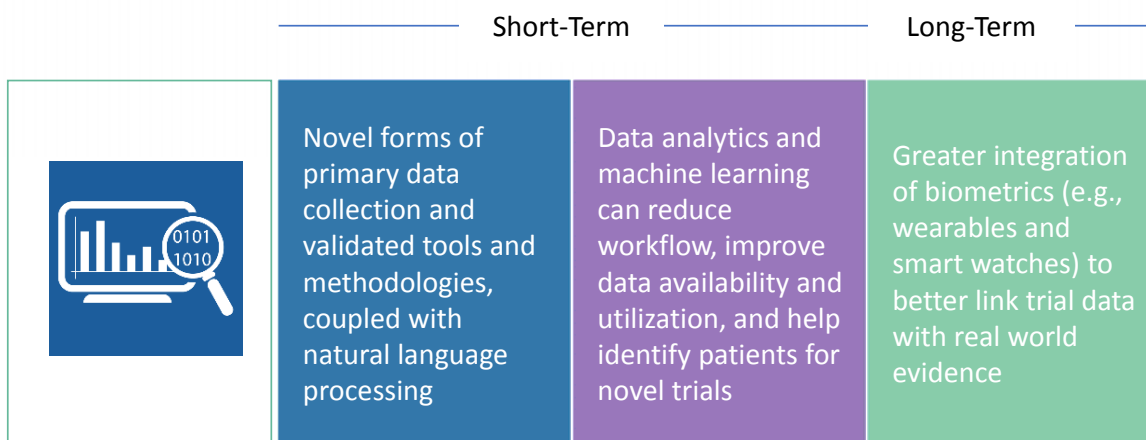 Short-Term
Long-Term
0101
1010
Novel forms of
primary data
collection and
validated tools and
methodologies,
coupled with
natural language
processing
Data analytics and
machine learning
can reduce
workflow, improve
data availability and
utilization, and help
identify patients for
novel trials
Greater integration
of biometrics (e.g.,
wearables and
smart watches) to
better link trial data
with real world
evidence